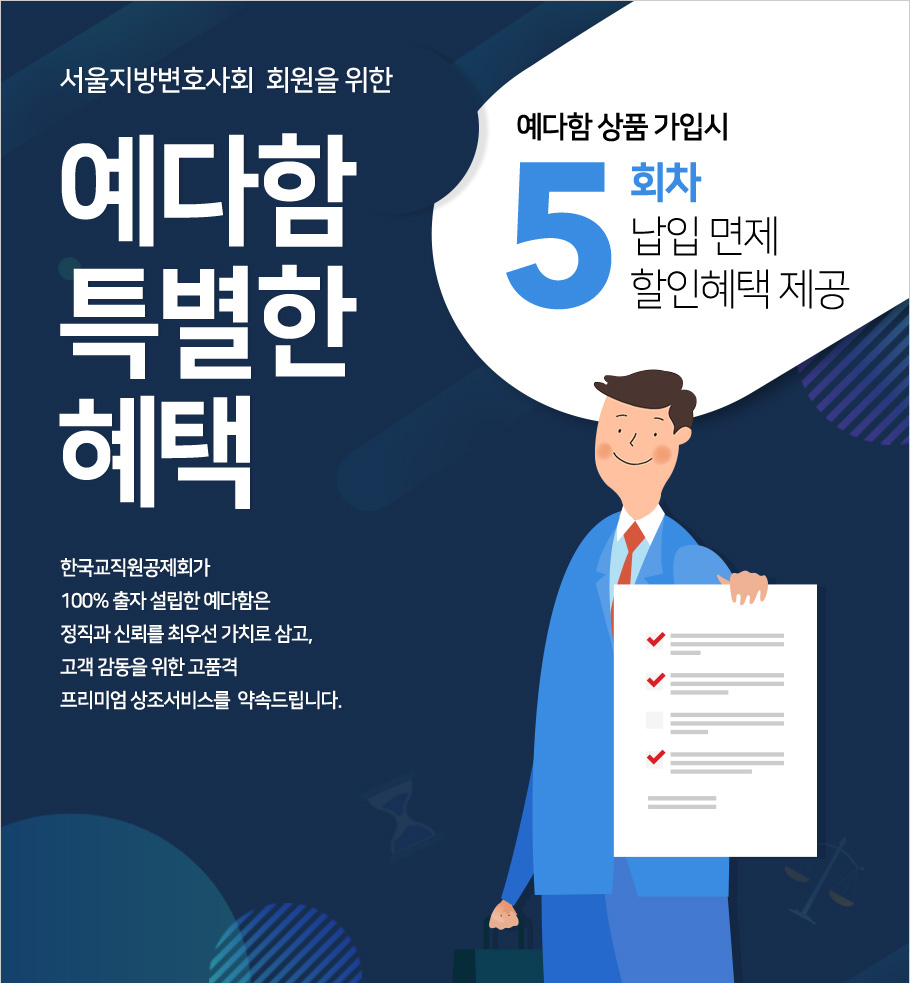 서울지방변호사회 회원을 위한
예다함
특별한
혜택
예다함 상품 가입시
5 회차
납입 면제
할인혜택 제공
한국교직원공제회가
100% 출자 설립한 예다함은
정직과 신뢰를 최우선 가치로 삼고,
고객 감동을 위한 고품격
프리미엄 상조서비스를 약속드립니다.